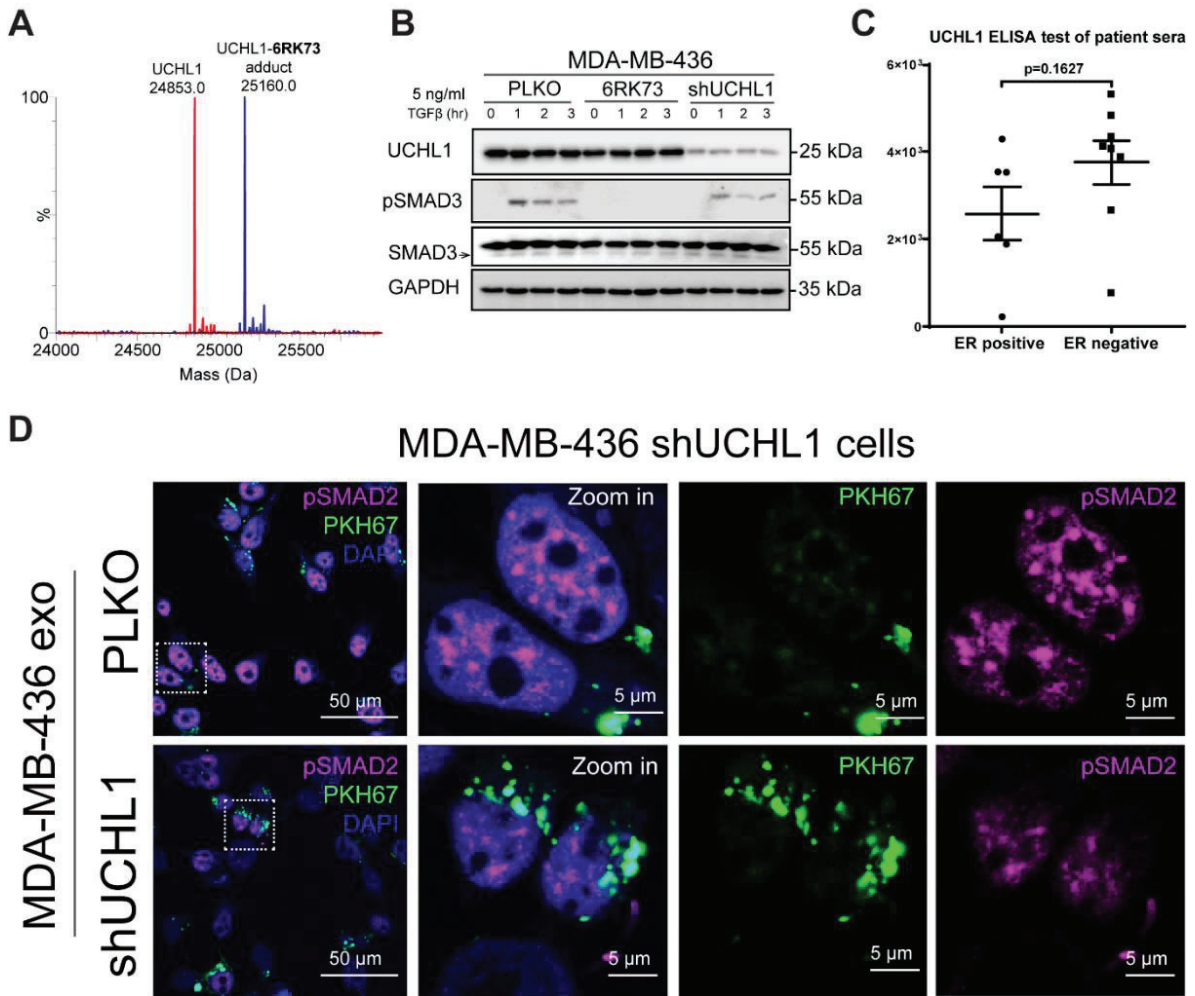 A
UCHL1
24853.0
UCHL1-6RK73
adduct
25160.0
100
%
0
24000 24500 25000 25500
Mass (Da)
B
MDA-MB-436
5 ng/ml PLKO 6RK73 shUCHL1
TGFβ (hr) 0 1 2 3 0 1 2 3 0 1 2 3
UCHL1 25 kDa
pSMAD3 55 kDa
SMAD3 55 kDa
GAPDH 35 kDa
C
UCHL1 ELISA test of patient sera
p=0.1627
6×10³
4×10³
2×10³
0
ER positive ER negative
D
MDA-MB-436 shUCHL1 cells
MDA-MB-436 exo
PLKO
pSMAD2
PKH67
DAPI
50 µm
Zoom in
5 µm
PKH67
5 µm
pSMAD2
5 µm
shUCHL1
pSMAD2
PKH67
DAPI
50 µm
Zoom in
5 µm
PKH67
5 µm
pSMAD2
5 µm